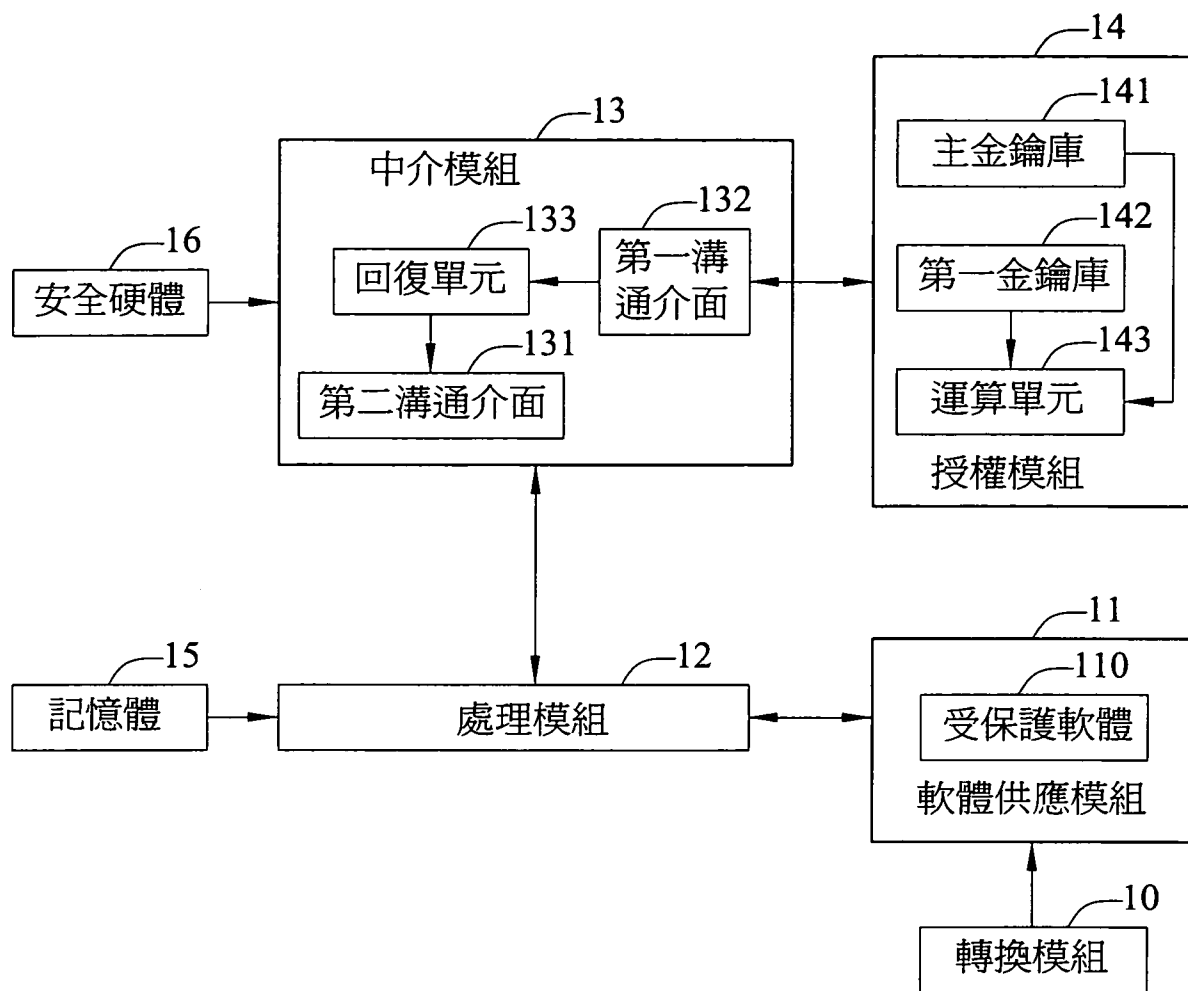 14
141
主金鑰庫
142
第一金鑰庫
143
運算單元
授權模組
13
中介模組
133
回復單元
132
第一溝
通介面
131
第二溝通介面
16
安全硬體
15
記憶體
12
處理模組
11
110
受保護軟體
軟體供應模組
10
轉換模組